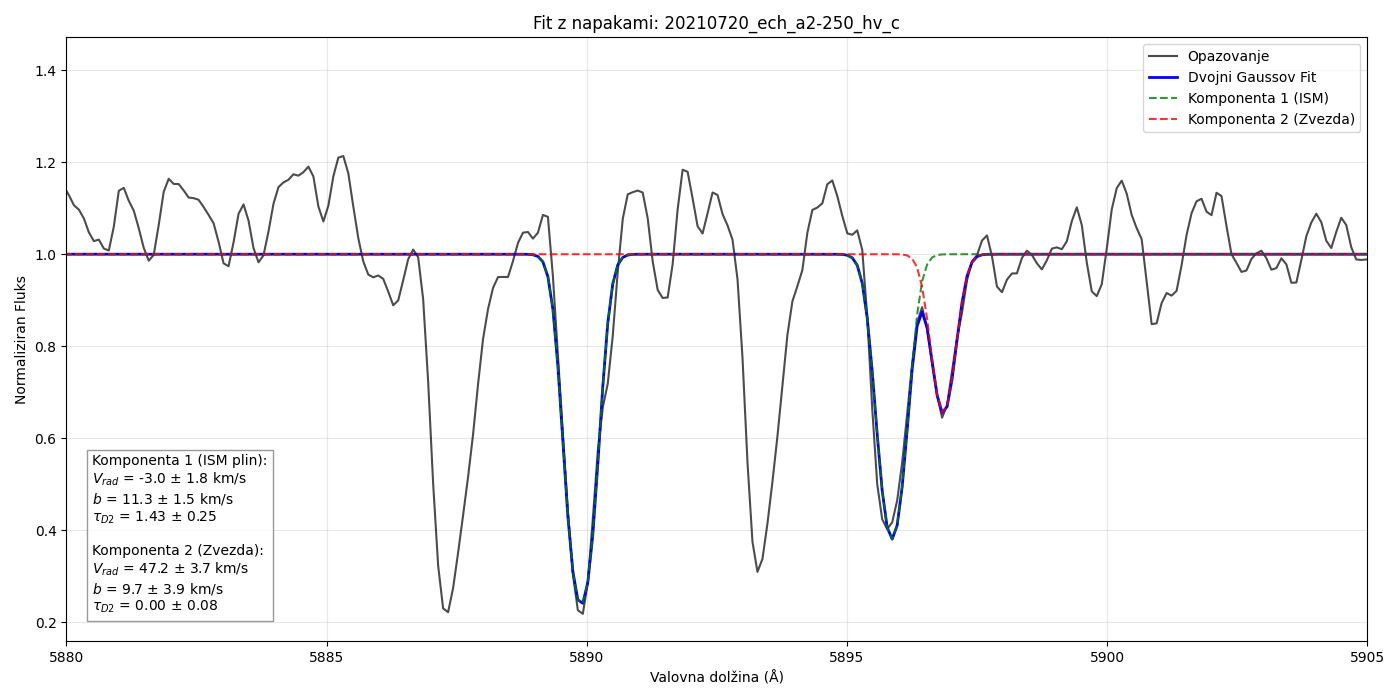 Fit z napakami: 20210720_ech_a2-250_hv_c
Opazovanje
Dvojni Gaussov Fit
Komponenta 1 (ISM)
Komponenta 2 (Zvezda)
Normaliziran Fluks
1.4
1.2
1.0
0.8
0.6
0.4
0.2
Komponenta 1 (ISM plin):
V_rad = -3.0 ± 1.8 km/s
b = 11.3 ± 1.5 km/s
τ_D2 = 1.43 ± 0.25
Komponenta 2 (Zvezda):
V_rad = 47.2 ± 3.7 km/s
b = 9.7 ± 3.9 km/s
τ_D2 = 0.00 ± 0.08
5880 5885 5890 5895 5900 5905
Valovna dolžina (Å)